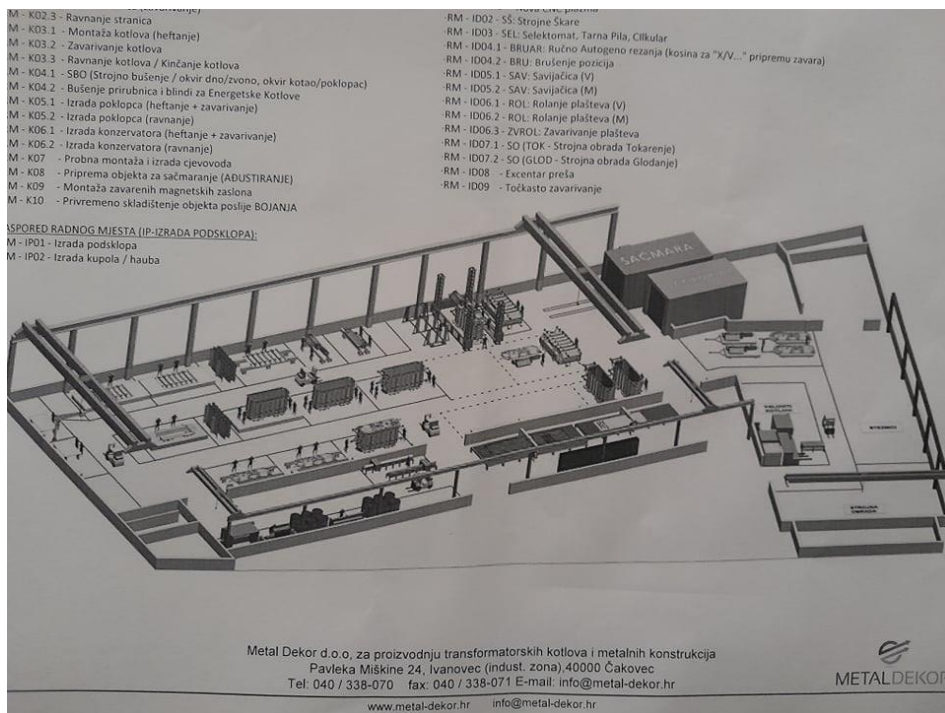 M - K02.3 - Ravnanje stranica
M - K03.1 - Montaža kotlova (heftanje)
M - K03.2 - Zavarivanje kotlova
M - K03.3 - Ravnanje kotlova / Kinčanje kotlova
M - K04.1 - SBO (Strojno bušenje / okvir dno/zvono, okvir kotao/poklopac)
M - K04.2 - Bušenje prirubnica i blindi za Energetske Kotlove
M - K05.1 - Izrada poklopca (heftanje + zavarivanje)
M - K05.2 - Izrada poklopca (ravnanje)
M - K06.1 - Izrada konzervatora (heftanje + zavarivanje)
M - K06.2 - Izrada konzervatora (ravnanje)
M - K07 - Probna montaža i izrada cjevovoda
M - K08 - Priprema objekta za sačmaranje (AĐUSTIRANJE)
M - K09 - Montaža zavarenih magnetskih zaslona
M - K10 - Privremeno skladištenje objekta poslije BOJANJA
ASPORED RADNOG MJESTA (IP-IZRADA PODSKLOPA):
M - IP01 - Izrada podsklopa
M - IP02 - Izrada kupola / hauba
-RM - ID02 - SŠ: Strojne Škare
-RM - ID03 - SEL: Selektomat, Tarna Pila, CIlkular
-RM - ID04.1 - BRUAR: Ručno Autogeno rezanja (kosina za "X/V..." pripremu zavara)
-RM - ID04.2 - BRU: Brušenje pozicija
-RM - ID05.1 - SAV: Savijačica (V)
-RM - ID05.2 - SAV: Savijačica (M)
-RM - ID06.1 - ROL: Rolanje plašteva (V)
-RM - ID06.2 - ROL: Rolanje plašteva (M)
-RM - ID06.3 - ZVROL: Zavarivanje plašteva
-RM - ID07.1 - SO (TOK - Strojna obrada Tokarenje)
-RM - ID07.2 - SO (GLOD - Strojna obrada Glodanje)
-RM - ID08 - Excentar preša
-RM - ID09 - Točkasto zavarivanje
SAČMARA
STROJNA
OBRADA
Metal Dekor d.o.o, za proizvodnju transformatorskih kotlova i metalnih konstrukcija
Pavleka Miškine 24, Ivanovec (indust. zona),40000 Čakovec
Tel: 040 / 338-070 fax: 040 / 338-071 E-mail: info@metal-dekor.hr
METALDEKOR
www.metal-dekor.hr info@metal-dekor.hr